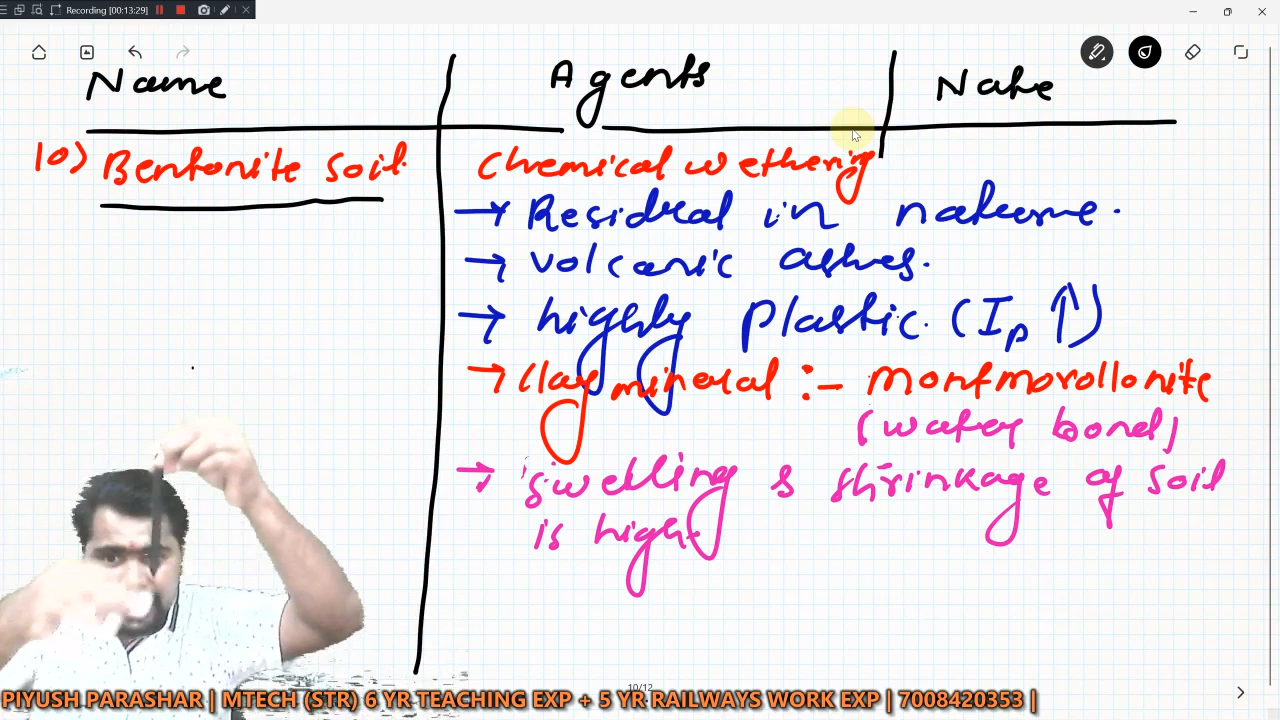 Recording [00:13:29]
Name Agents Nate
10) Bentonite soil. Chemical wethering
→ Residual in nature.
→ volcanic ashes.
→ highly plastic. (Ip ↑)
→ clay mineral :- montmorollonite
(water bond)
→ swelling & shrinkage of soil
is high.
10/12
PIYUSH PARASHAR | MTECH (STR) 6 YR TEACHING EXP + 5 YR RAILWAYS WORK EXP | 7008420353 |